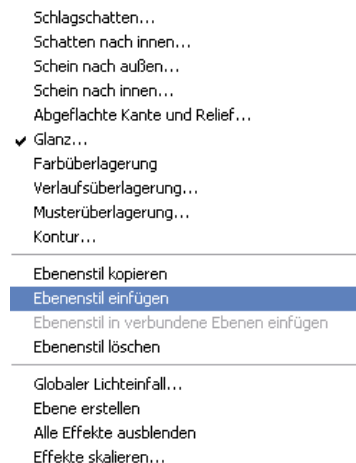 Schlagschatten...
Schatten nach innen...
Schein nach außen...
Schein nach innen...
Abgeflachte Kante und Relief...
Glanz...
Farbüberlagerung
Verlaufsüberlagerung...
Musterüberlagerung...
Kontur...
Ebenenstil kopieren
Ebenenstil einfügen
Ebenenstil in verbundene Ebenen einfügen
Ebenenstil löschen
Globaler Lichteinfall...
Ebene erstellen
Alle Effekte ausblenden
Effekte skalieren...